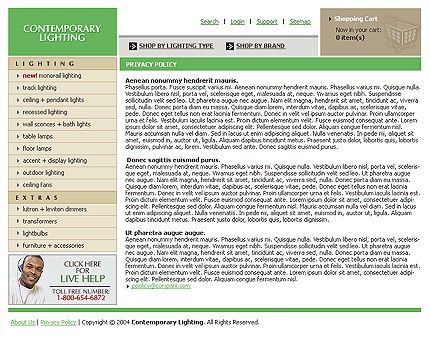 CONTEMPORARY
LIGHTING
Search | Login | Support | Sitemap
Shopping Cart
Now in your cart:
0 item(s)
SHOP BY LIGHTING TYPE SHOP BY BRAND
LIGHTING
new! monorail lighting
track lighting
ceiling + pendant lights
recessed lighting
wall sconces + bath lights
table lamps
floor lamps
accent + display lighting
outdoor lighting
ceiling fans
EXTRAS
lutron + leviton dimmers
transformers
lightbulbs
furniture + accessories
CLICK HERE
FOR
LIVE HELP
TOLL FREE NUMBER:
1-800-654-6872
PRIVACY POLICY
Aenean nonummy hendrerit mauris.
Phasellus porta. Fusce suscipit varius mi. Aenean nonummy hendrerit mauris. Phasellus varius mi. Quisque nulla.
Vestibulum libero nisl, porta vel, scelerisque eget, malesuada at, neque. Vivamus eget nibh. Suspendisse
sollicitudin velit sed leo. Ut pharetra augue nec augue. Nam elit magna, hendrerit sit amet, tincidunt ac, viverra
sed, nulla. Donec porta diam eu massa. Quisque diam lorem, interdum vitae, dapibus ac, scelerisque vitae,
pede. Donec eget tellus non erat lacinia fermentum. Donec in velit vel ipsum auctor pulvinar. Proin ullamcorper
urna et felis. Vestibulum iaculis lacinia est. Proin dictum elementum velit. Fusce euismod consequat ante. Lorem
ipsum dolor sit amet, consectetuer adipiscing elit. Pellentesque sed dolor. Aliquam congue fermentum nisl.
Mauris accumsan nulla vel diam. Sed in lacus ut enim adipiscing aliquet. Nulla venenatis. In pede mi, aliquet sit
amet, euismod in, auctor ut, ligula. Aliquam dapibus tincidunt metus. Praesent justo dolor, lobortis quis, lobortis
dignissim, pulvinar ac, lorem. Vestibulum sed ante. Donec
Donec sagittis euismod purus.
Aenean nonummy hendrerit mauris. Phasellus varius mi. Quisque nulla. Vestibulum libero nisl, porta vel, scelerisque
eget, malesuada at, neque. Vivamus eget nibh. Suspendisse sollicitudin velit sed leo. Ut pharetra augue nec
augue. Nam elit magna, hendrerit sit amet, tincidunt ac, viverra sed, nulla. Donec porta diam eu massa.
Quisque diam lorem, interdum vitae, dapibus ac, scelerisque vitae, pede. Donec eget tellus non erat lacinia
fermentum. Donec in velit vel ipsum auctor pulvinar. Proin ullamcorper urna et felis. Vestibulum iaculis lacinia est.
Proin dictum elementum velit. Fusce euismod consequat ante. Lorem ipsum dolor sit amet, consectetuer adipiscing
elit. Pellentesque sed dolor. Aliquam congue fermentum nisl. Mauris accumsan nulla vel diam. Sed in lacus
ut enim adipiscing aliquet. Nulla venenatis. In pede mi, aliquet sit amet, euismod in, auctor ut, ligula. Aliquam
dapibus tincidunt metus. Praesent justo dolor, lobortis quis, lobortis dignissim.
Ut pharetra augue augue.
Aenean nonummy hendrerit mauris. Phasellus varius mi. Quisque nulla. Vestibulum libero nisl, porta vel, scelerisque
eget, malesuada at, neque. Vivamus eget nibh. Suspendisse sollicitudin velit sed leo. Ut pharetra augue nec
augue. Nam elit magna, hendrerit sit amet, tincidunt ac, viverra sed, nulla. Donec porta diam eu massa.
Quisque diam lorem, interdum vitae, dapibus ac, scelerisque vitae, pede. Donec eget tellus non erat lacinia
fermentum. Donec in velit vel ipsum auctor pulvinar. Proin ullamcorper urna et felis. Vestibulum iaculis lacinia est.
Proin dictum elementum velit. Fusce euismod consequat ante. Lorem ipsum dolor sit amet, consectetuer adipiscing
elit. Pellentesque sed dolor. Aliquam congue fermentum nisl.
About Us | Privacy Policy | Copyright © 2004 Contemporary Lighting. All Rights Reserved.